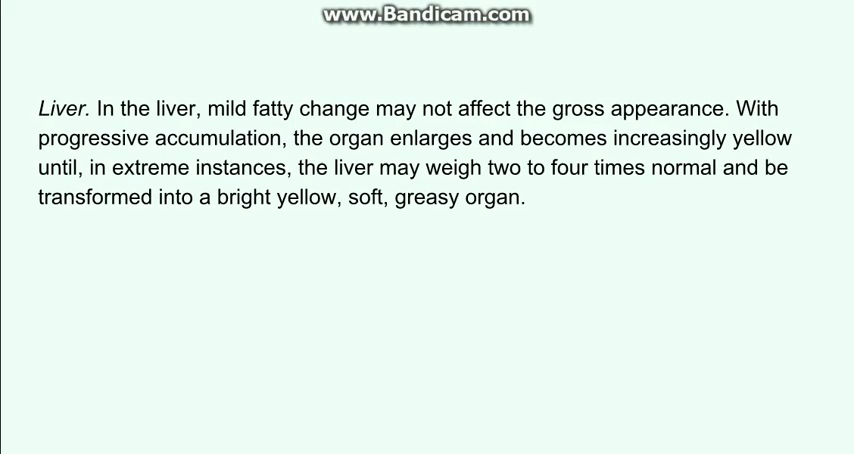 www.Bandicam.com
Liver. In the liver, mild fatty change may not affect the gross appearance. With
progressive accumulation, the organ enlarges and becomes increasingly yellow
until, in extreme instances, the liver may weigh two to four times normal and be
transformed into a bright yellow, soft, greasy organ.